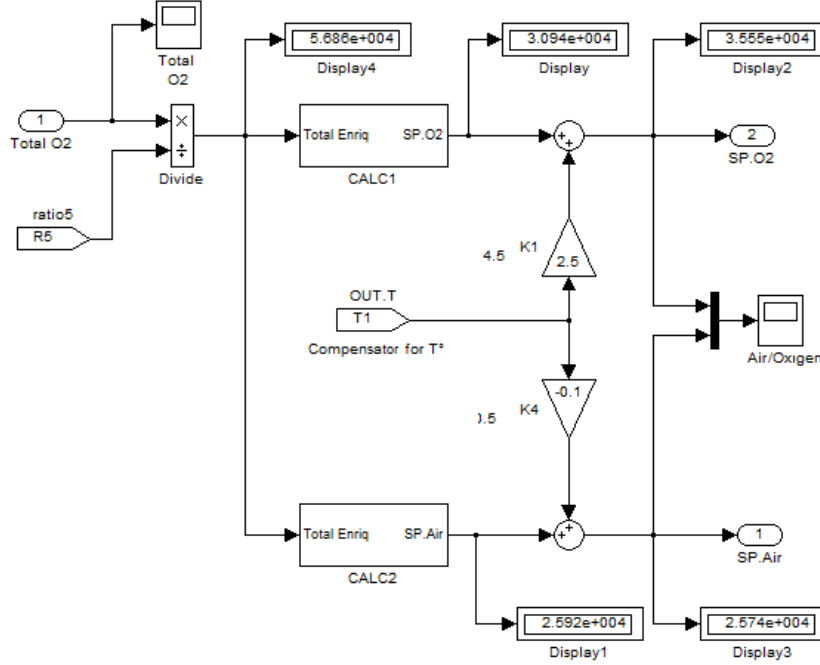 5.686e+004
3.094e+004
3.555e+004
Total
O2
Display4
Display
Display2
1
Total O2
×
÷
Divide
Total Enriq
SP.O2
CALC1
+
+
2
SP.O2
ratio5
R5
4.5
K1
2.5
OUT.T
T1
Compensator for T°
Air/Oxigen
-0.1
K4
.5
Total Enriq
SP.Air
CALC2
+
+
1
SP.Air
2.592e+004
2.574e+004
Display1
Display3